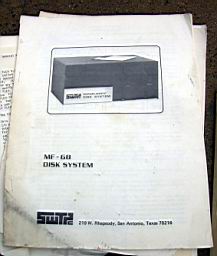 MF-68
DISK SYSTEM
SWTPC
219 W. Rhapsody, San Antonio, Texas 78216